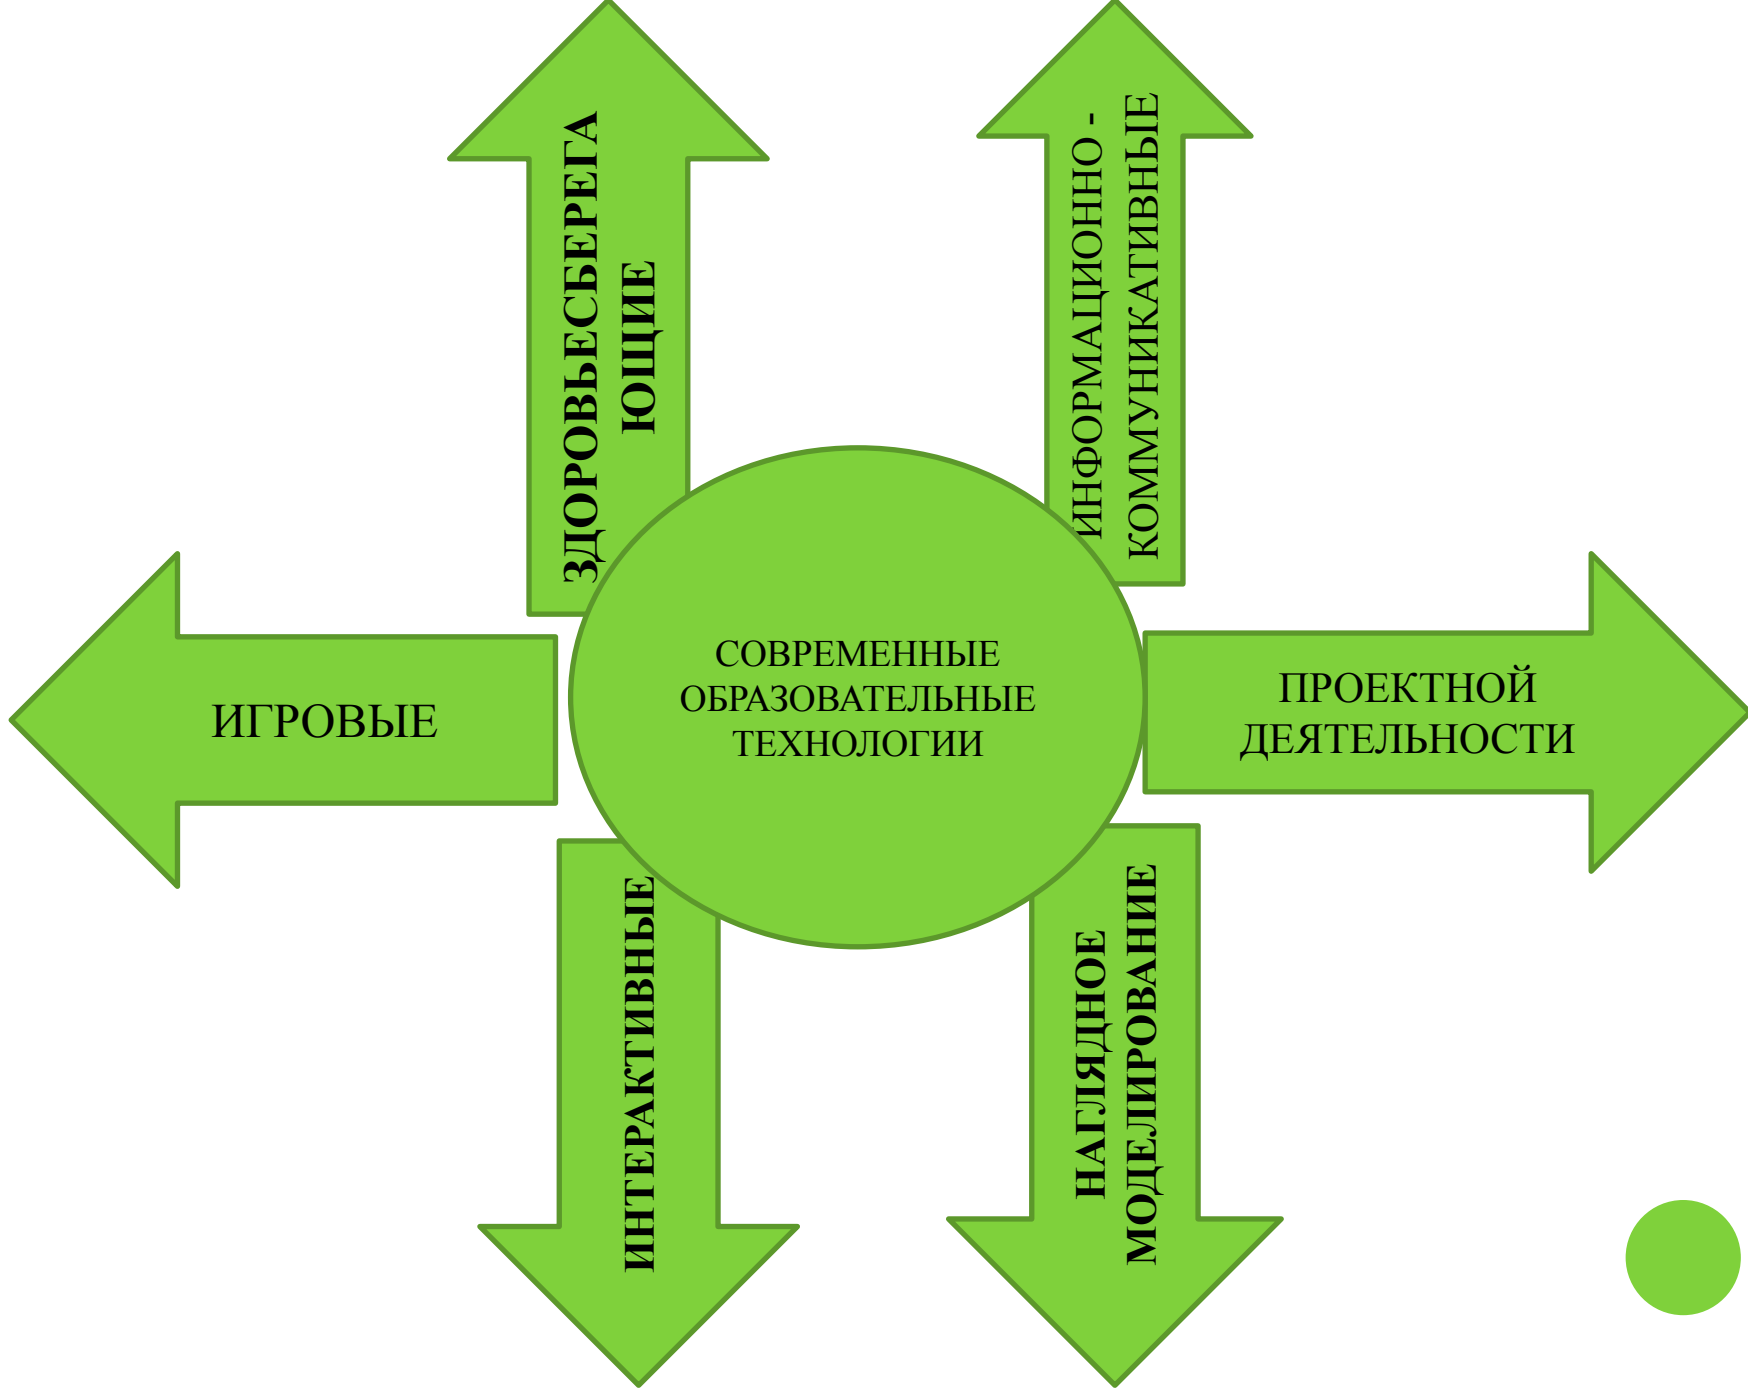 ЗДОРОВЬЕСБЕРЕГА
ЮЩИЕ
ИНФОРМАЦИОННО -
КОММУНИКАТИВНЫЕ
СОВРЕМЕННЫЕ
ОБРАЗОВАТЕЛЬНЫЕ
ТЕХНОЛОГИИ
ИГРОВЫЕ
ПРОЕКТНОЙ
ДЕЯТЕЛЬНОСТИ
ИНТЕРАКТИВНЫЕ
НАГЛЯДНОЕ
МОДЕЛИРОВАНИЕ